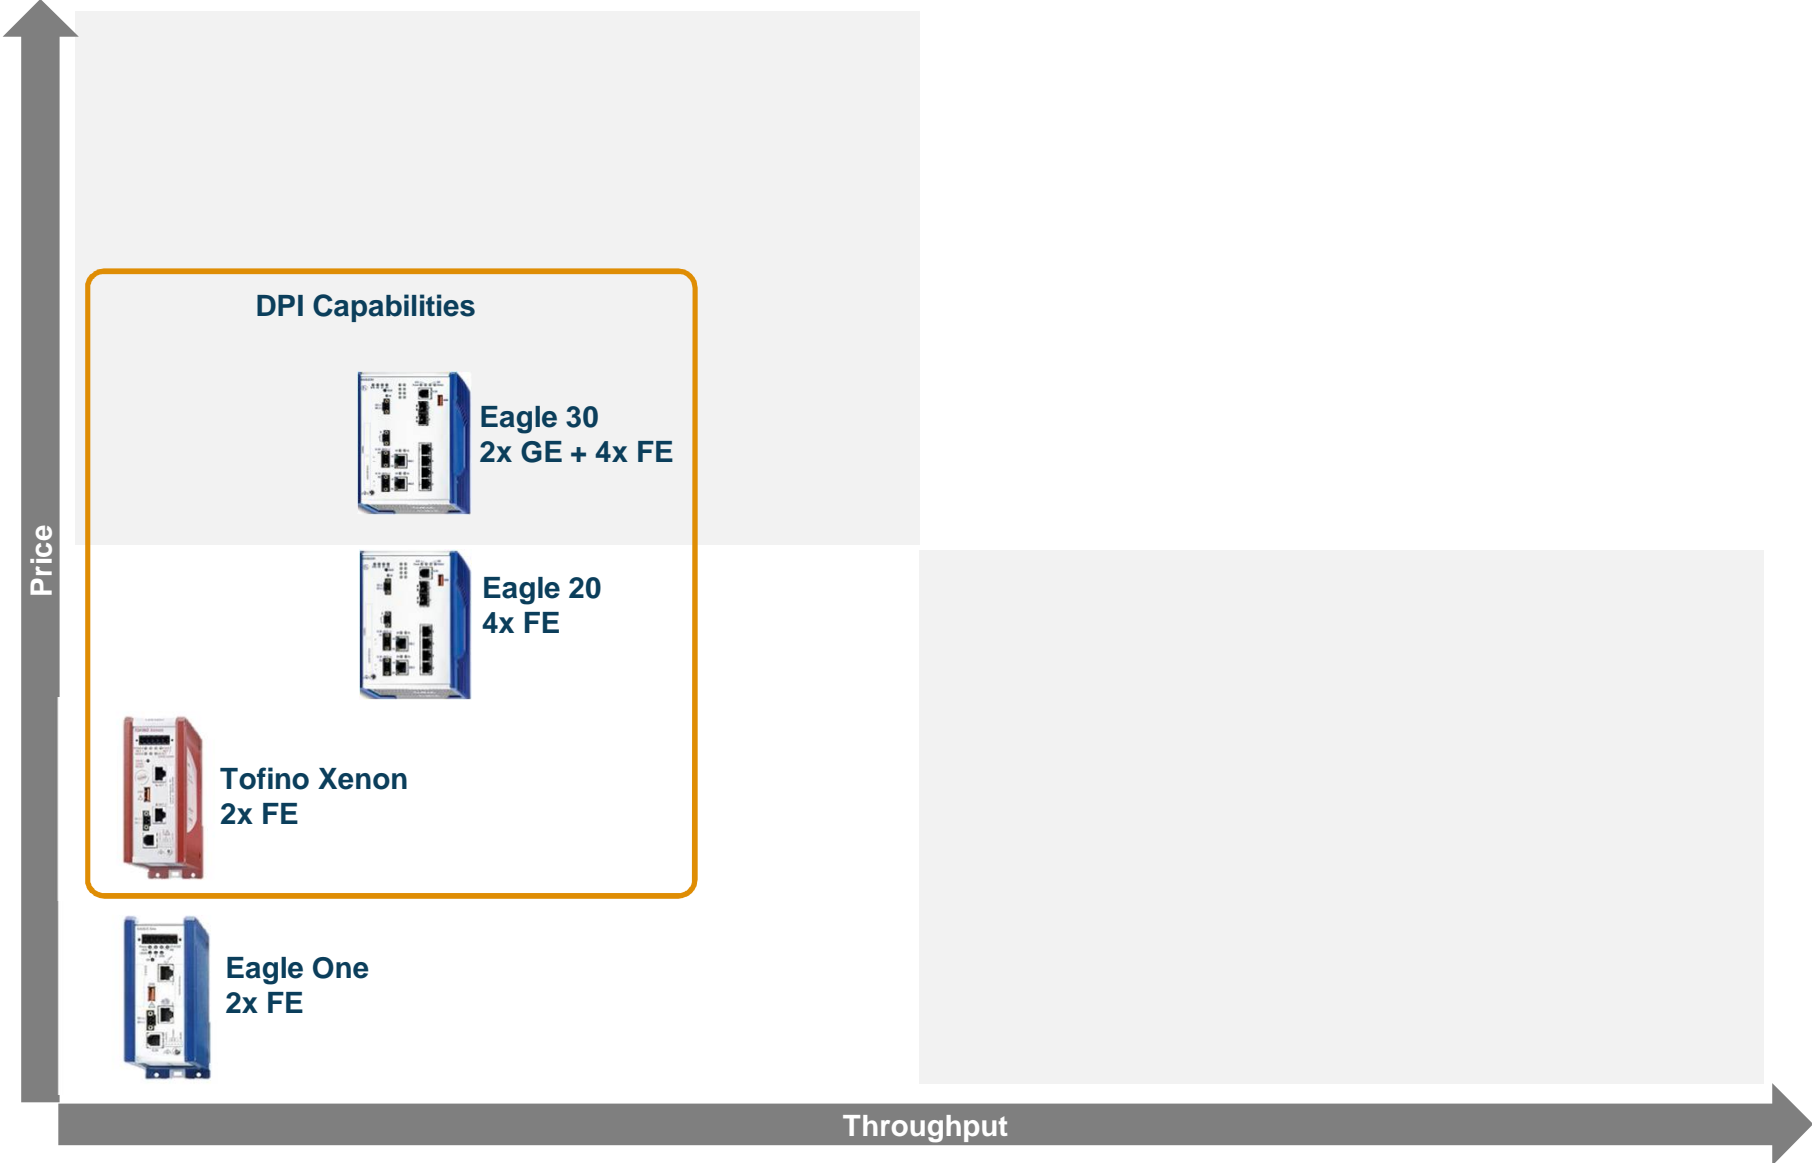 DPI Capabilities
Eagle 30
2x GE + 4x FE
Price
Eagle 20
4x FE
Tofino Xenon
2x FE
Eagle One
2x FE
Throughput